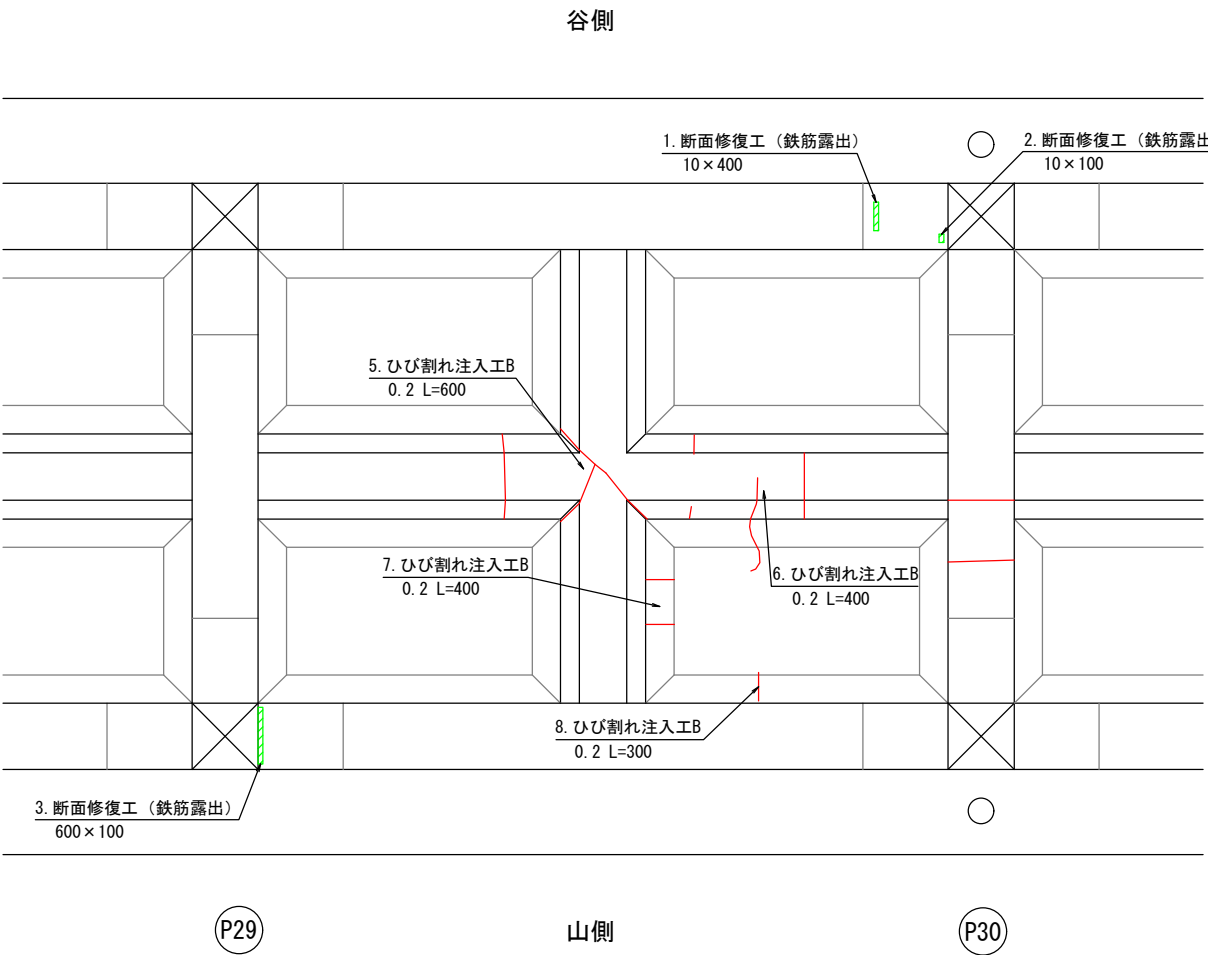 谷側
1. 断面修復工（鉄筋露出）
10×400
2. 断面修復工（鉄筋露出
10×100
5. ひび割れ注入工B
0.2 L=600
7. ひび割れ注入工B
0.2 L=400
6. ひび割れ注入工B
0.2 L=400
8. ひび割れ注入工B
0.2 L=300
3. 断面修復工（鉄筋露出）
600×100
P29
山側
P30